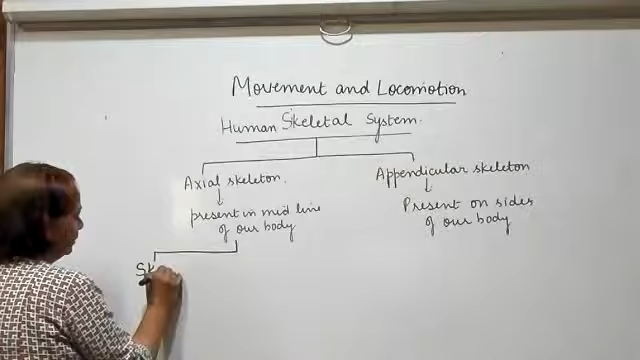 Movement and Locomotion
Human Skeletal System.
Axial skeleton.
Appendicular skeleton
present in mid line
of our body
Present on sides
of our body
Sk